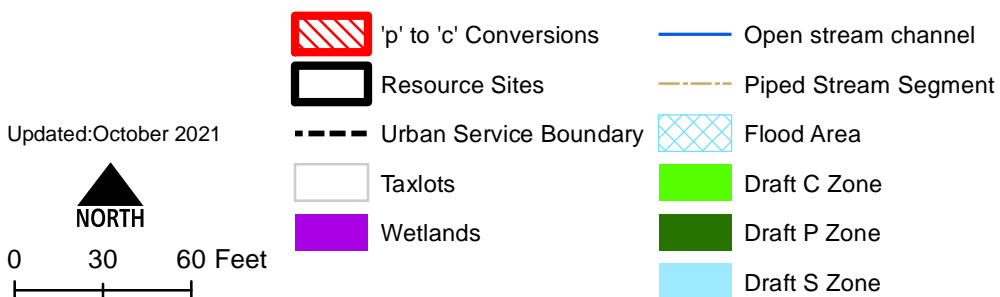 Updated:October 2021
NORTH
0 30 60 Feet
'p' to 'c' Conversions
Resource Sites
Urban Service Boundary
Taxlots
Wetlands
Open stream channel
Piped Stream Segment
Flood Area
Draft C Zone
Draft P Zone
Draft S Zone